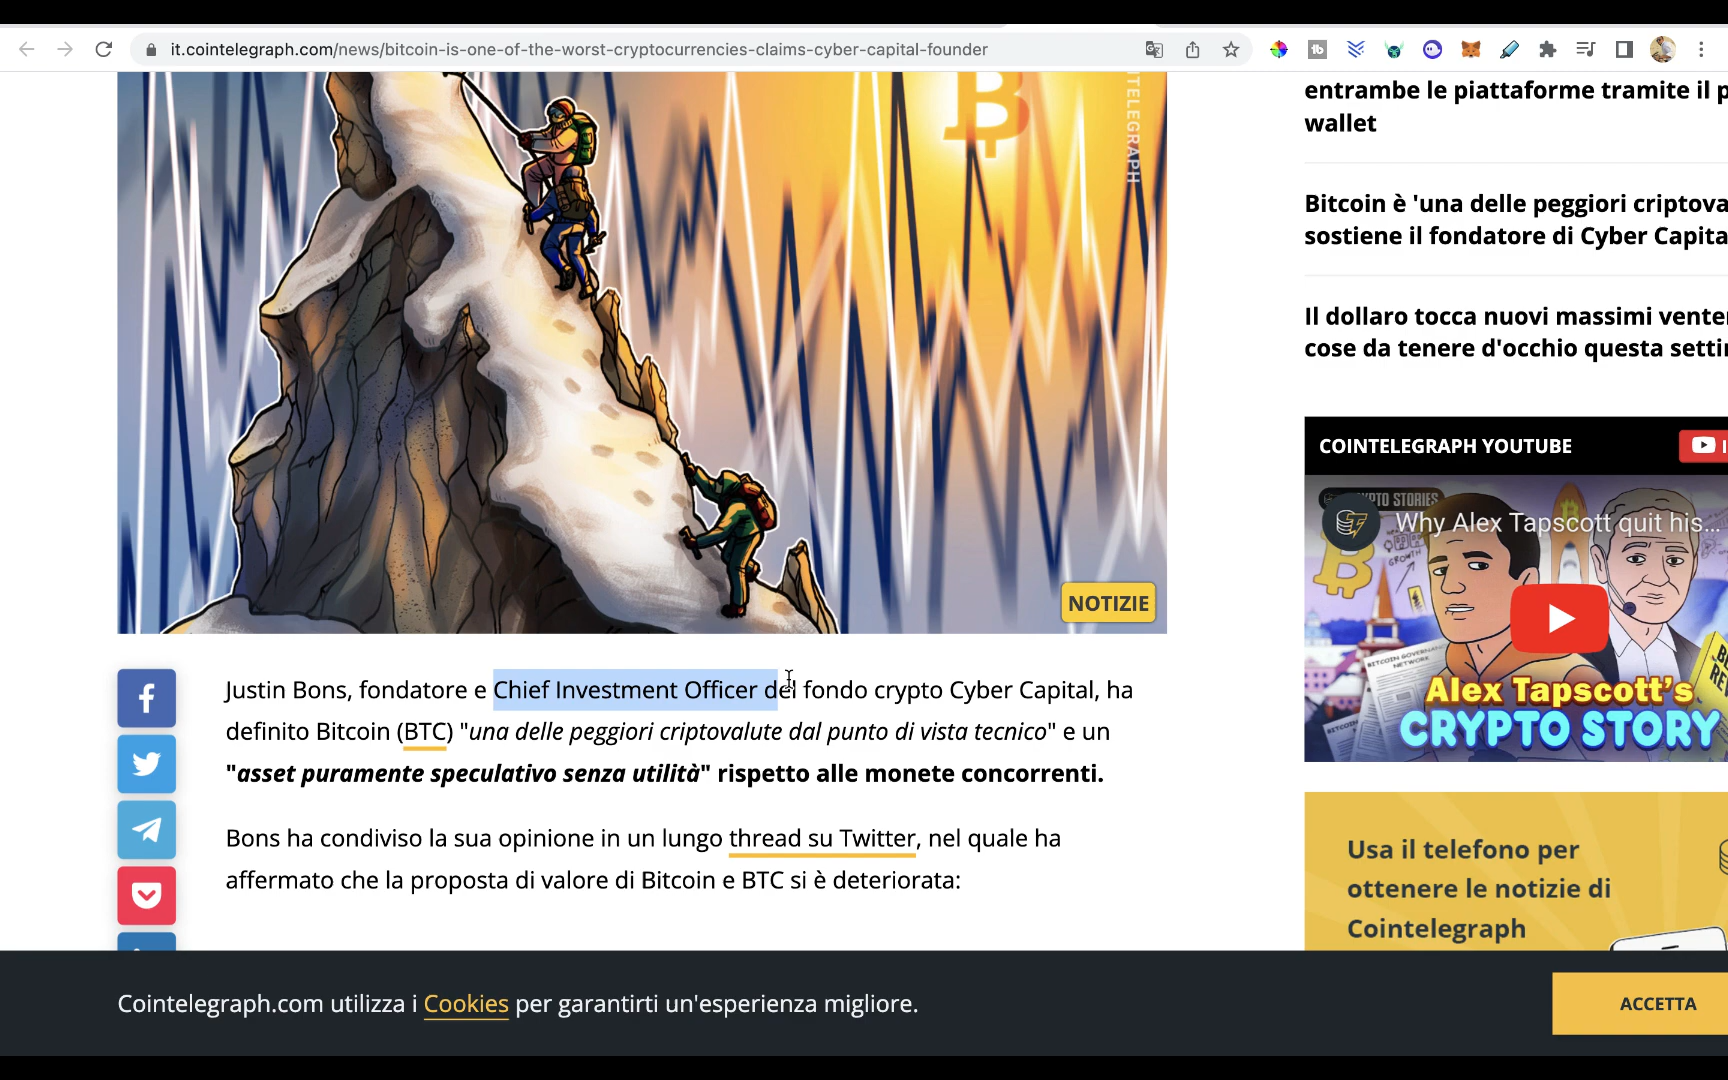 it.cointelegraph.com/news/bitcoin-is-one-of-the-worst-cryptocurrencies-claims-cyber-capital-founder
NTELEGRAPH
NOTIZIE
Justin Bons, fondatore e Chief Investment Officer del fondo crypto Cyber Capital, ha
definito Bitcoin (BTC) "una delle peggiori criptovalute dal punto di vista tecnico" e un
"asset puramente speculativo senza utilità" rispetto alle monete concorrenti.
Bons ha condiviso la sua opinione in un lungo thread su Twitter, nel quale ha
affermato che la proposta di valore di Bitcoin e BTC si è deteriorata:
entrambe le piattaforme tramite il p
wallet
Bitcoin è 'una delle peggiori criptova
sostiene il fondatore di Cyber Capita
Il dollaro tocca nuovi massimi vente
cose da tenere d'occhio questa setti
COINTELEGRAPH YOUTUBE
CRYPTO STORIES
Why Alex Tapscott quit his...
GROWTH
BITCOIN GOVERNA
NETWORK
Alex Tapscott's
CRYPTO STORY
Usa il telefono per
ottenere le notizie di
Cointelegraph
Cointelegraph.com utilizza i Cookies per garantirti un'esperienza migliore.
ACCETTA